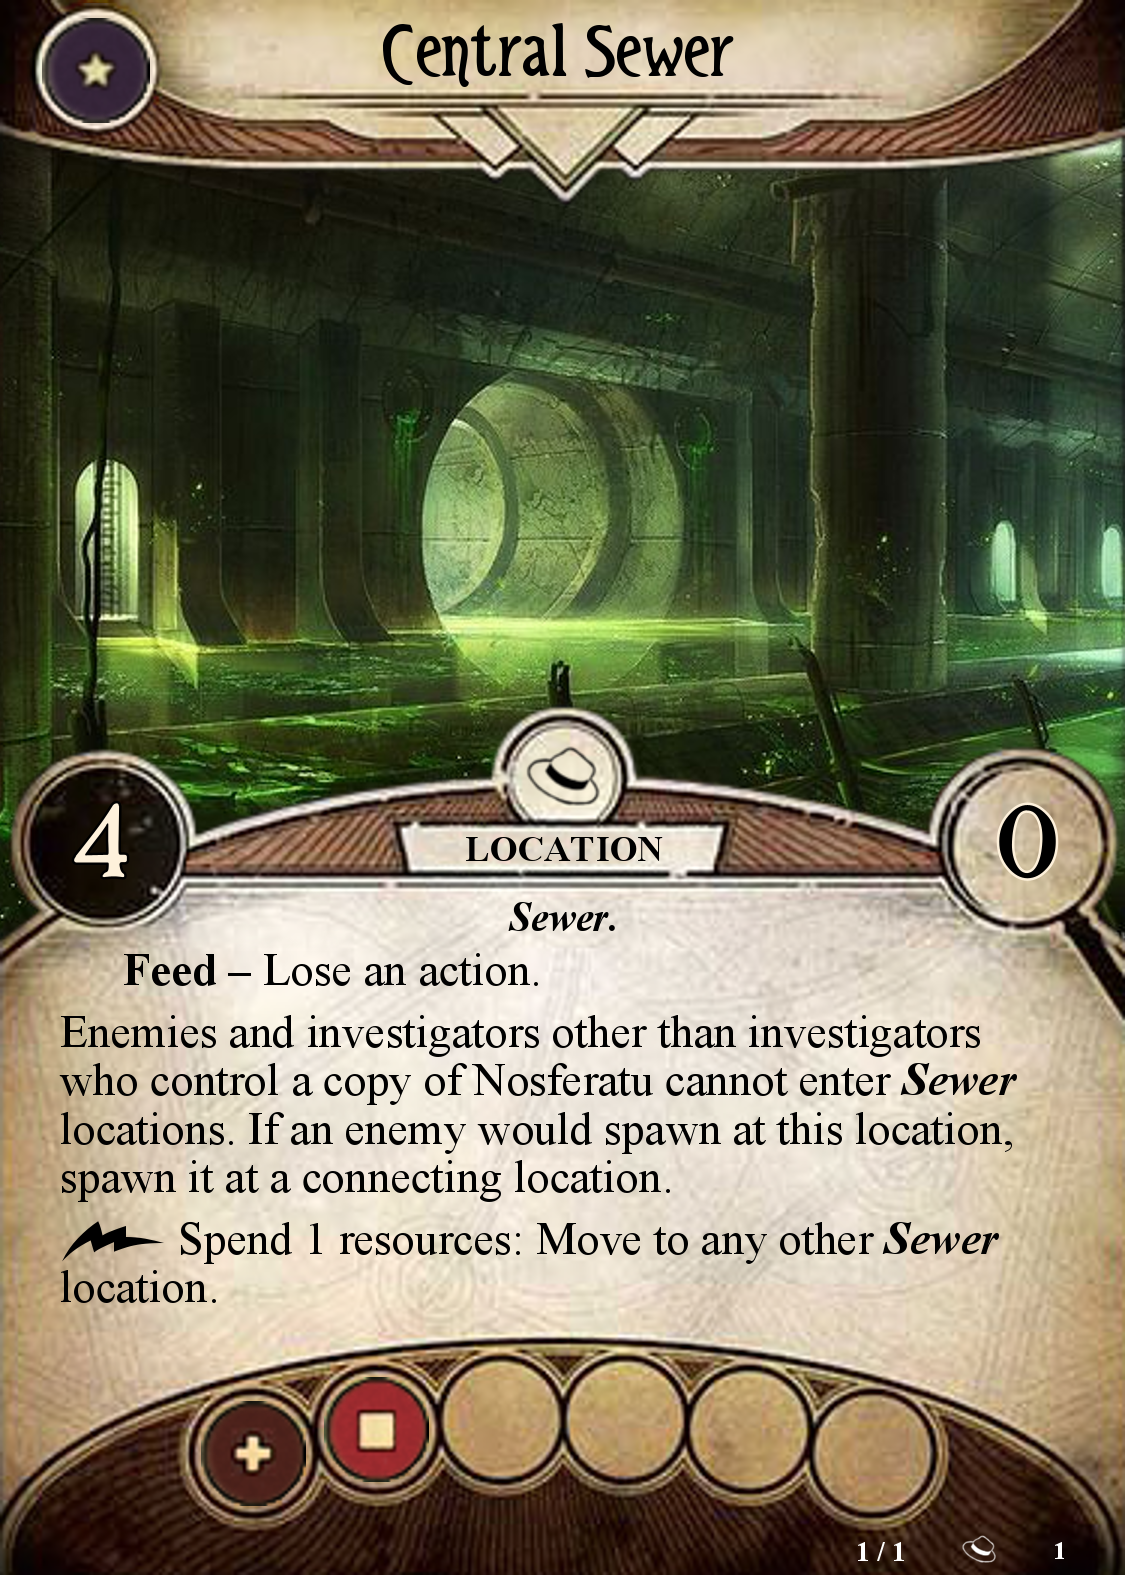 Central Sewer
4
0
LOCATION
Sewer.
Feed – Lose an action.
Enemies and investigators other than investigators
who control a copy of Nosferatu cannot enter Sewer
locations. If an enemy would spawn at this location,
spawn it at a connecting location.
Spend 1 resources: Move to any other Sewer
location.
1 / 1
1